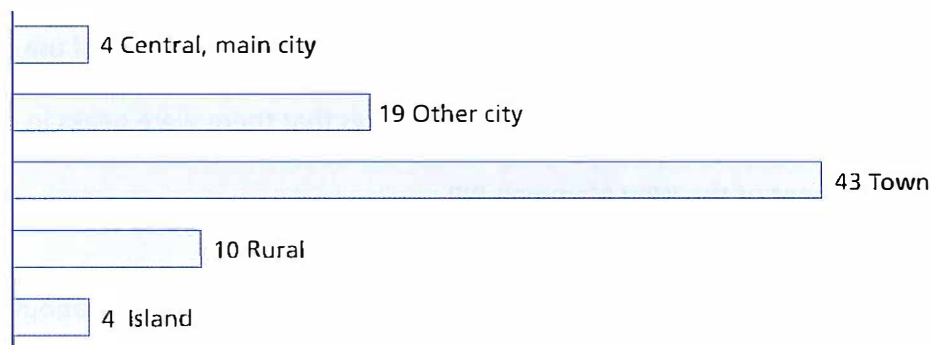 4 Central, main city
19 Other city
43 Town
10 Rural
4 Island